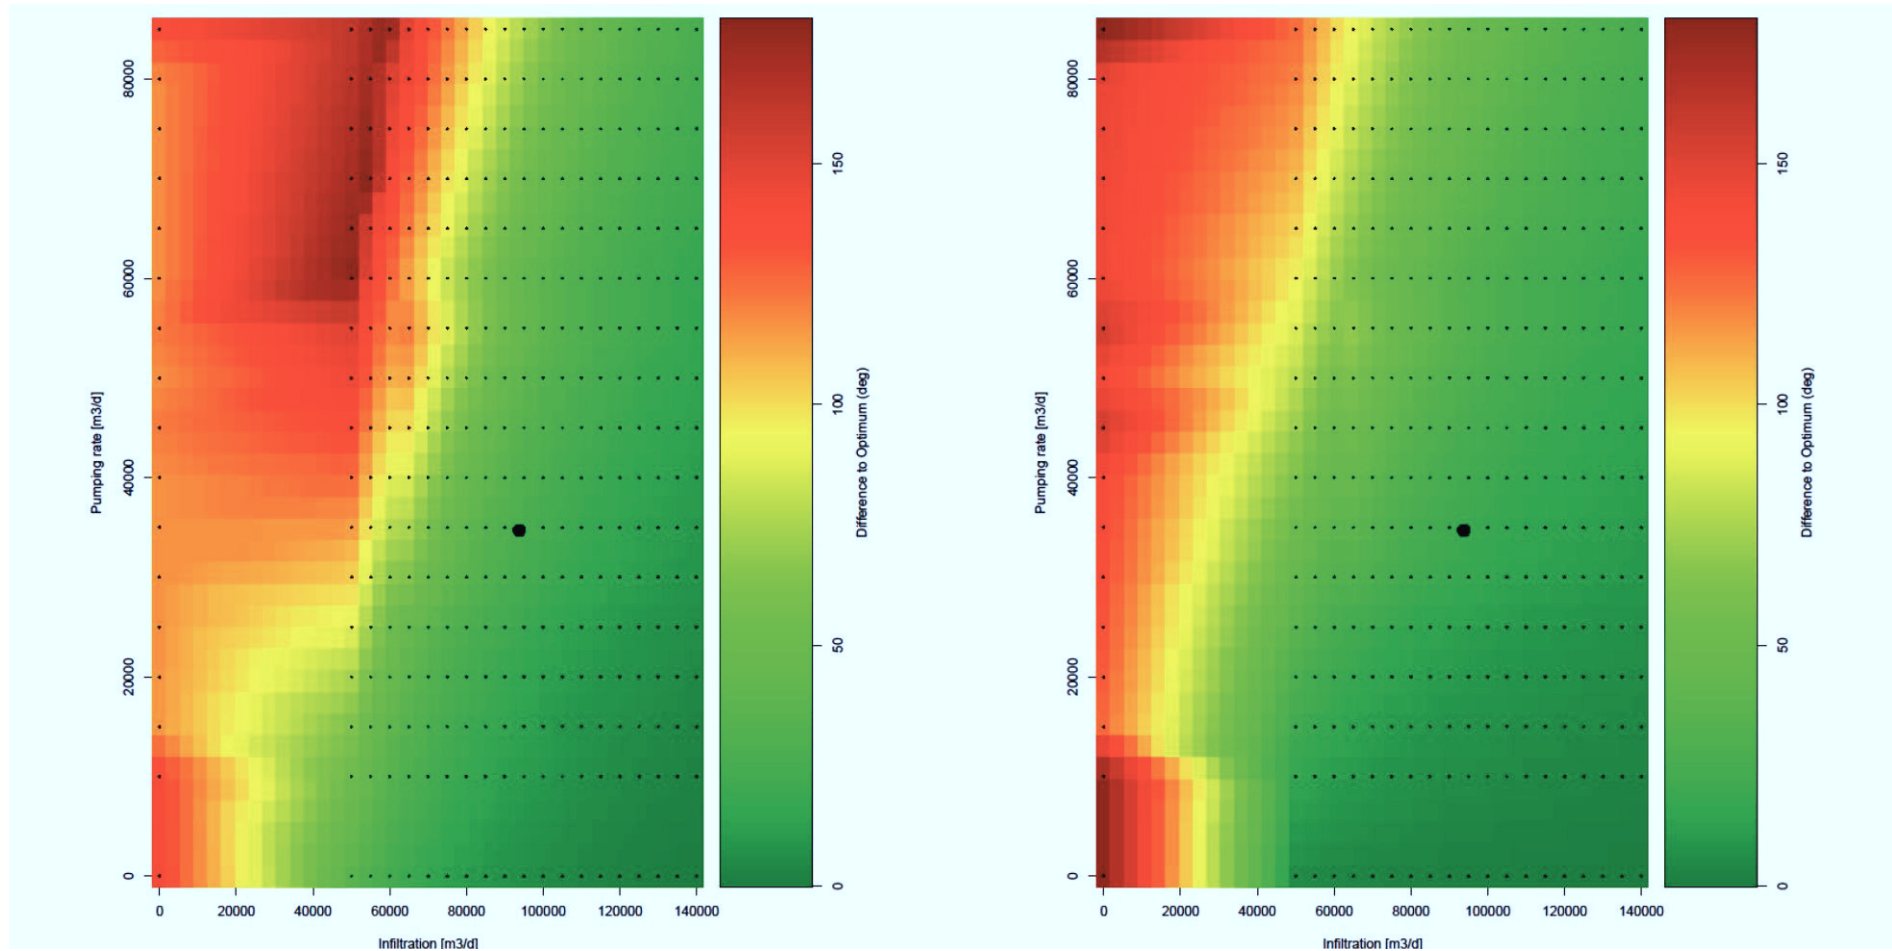 80000
60000
40000
20000
0
Pumping rate [m3/d]
0 20000 40000 60000 80000 100000 120000 140000
Infiltration [m3/d]
150
100
50
0
Difference to Optimum (deg)
80000
60000
40000
20000
0
Pumping rate [m3/d]
0 20000 40000 60000 80000 100000 120000 140000
Infiltration [m3/d]
150
100
50
0
Difference to Optimum (deg)